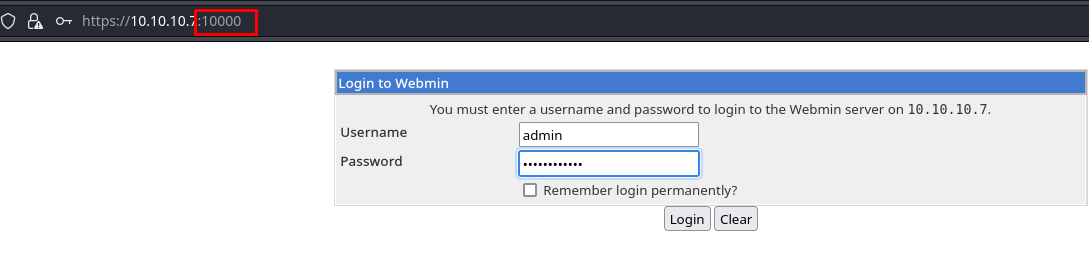 https://10.10.10.7:10000
Login to Webmin
You must enter a username and password to login to the Webmin server on 10.10.10.7.
Username admin
Password ••••••••••••
Remember login permanently?
Login Clear